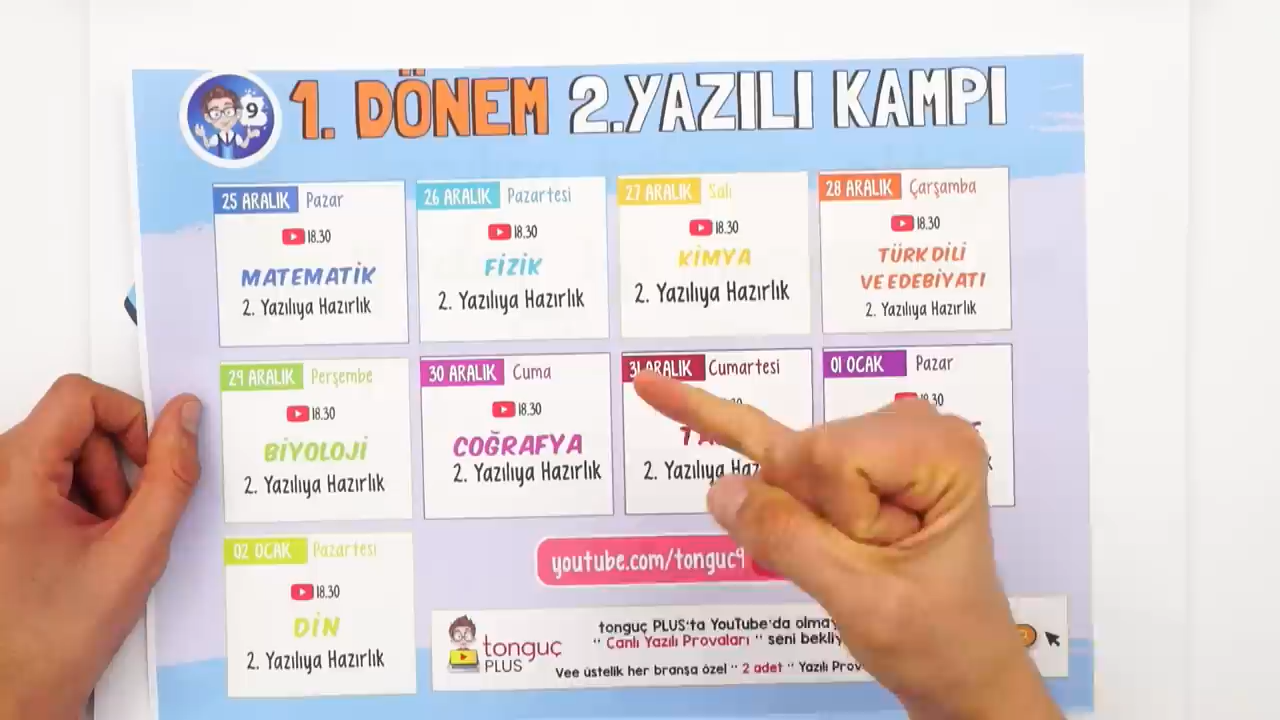 9
1. DÖNEM 2.YAZILI KAMPI
25 ARALIK Pazar
18.30
MATEMATİK
2. Yazılıya Hazırlık
26 ARALIK Pazartesi
18.30
FİZİK
2. Yazılıya Hazırlık
27 ARALIK Salı
18.30
KİMYA
2. Yazılıya Hazırlık
28 ARALIK Çarşamba
18.30
TÜRK DİLİ
VE EDEBİYATI
2. Yazılıya Hazırlık
29 ARALIK Perşembe
18.30
BİYOLOJİ
2. Yazılıya Hazırlık
30 ARALIK Cuma
18.30
COĞRAFYA
2. Yazılıya Hazırlık
31 ARALIK Cumartesi
2. Yazılıya
01 OCAK Pazar
18.30
02 OCAK Pazartesi
18.30
DİN
2. Yazılıya Hazırlık
youtube.com/tonguc9
tonguç
PLUS
tonguç PLUS'ta YouTube'da
" Canlı Yazılı Provaları " seni
Vee üstelik her branşa özel " 2 adet " Yazılı